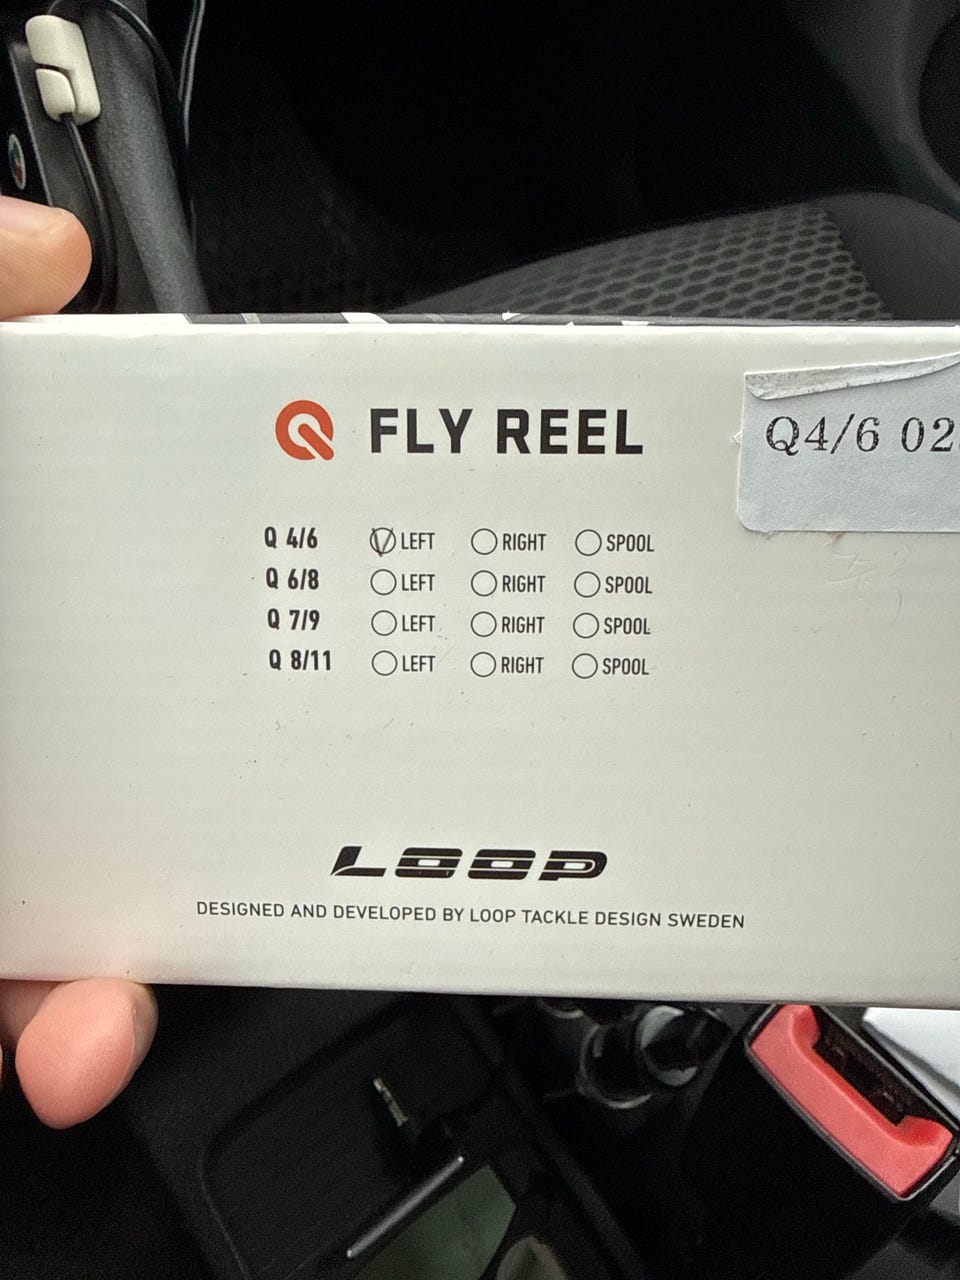 FLY REEL
Q4/6 02
Q 4/6 LEFT RIGHT SPOOL
Q 6/8 LEFT RIGHT SPOOL
Q 7/9 LEFT RIGHT SPOOL
Q 8/11 LEFT RIGHT SPOOL
LOOP
DESIGNED AND DEVELOPED BY LOOP TACKLE DESIGN SWEDEN